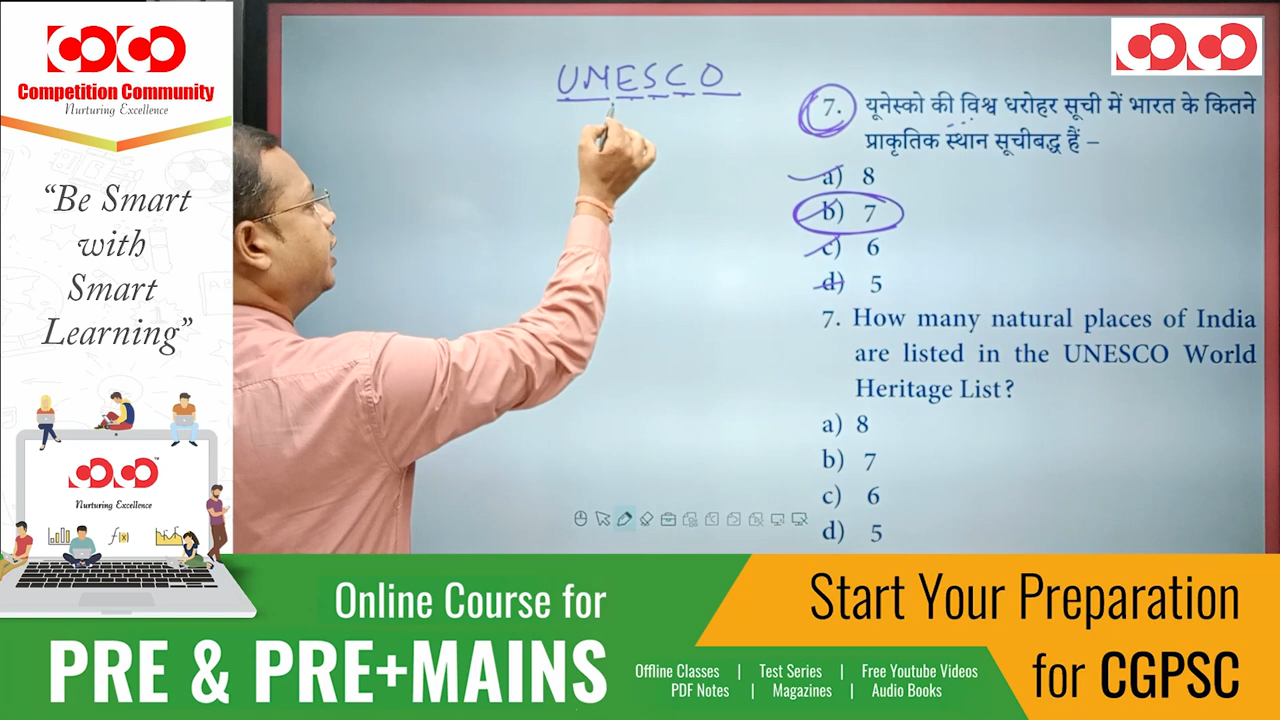 Competition Community
Nurturing Excellence
“Be Smart
with
Smart
Learning”
Nurturing Excellence
f(x)
UNESCO
7. यूनेस्को की विश्व धरोहर सूची में भारत के कितने
प्राकृतिक स्थान सूचीबद्ध हैं –
a) 8
b) 7
c) 6
d) 5
7. How many natural places of India
are listed in the UNESCO World
Heritage List?
a) 8
b) 7
c) 6
d) 5
Online Course for
PRE & PRE+MAINS
Offline Classes | Test Series | Free Youtube Videos
PDF Notes | Magazines | Audio Books
Start Your Preparation
for CGPSC